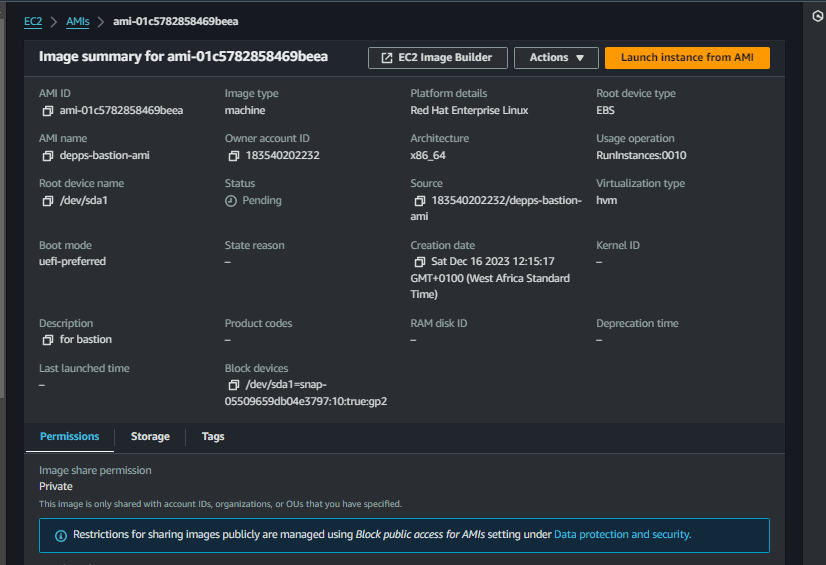 EC2 > AMIs > ami-01c5782858469beea
Image summary for ami-01c5782858469beea
EC2 Image Builder
Actions ▼
Launch instance from AMI
AMI ID
ami-01c5782858469beea
Image type
machine
Platform details
Red Hat Enterprise Linux
Root device type
EBS
AMI name
depps-bastion-ami
Owner account ID
183540202232
Architecture
x86_64
Usage operation
RunInstances:0010
Root device name
/dev/sda1
Status
Pending
Source
183540202232/depps-bastion-
ami
Virtualization type
hvm
Boot mode
uefi-preferred
State reason
–
Creation date
Sat Dec 16 2023 12:15:17
GMT+0100 (West Africa Standard
Time)
Kernel ID
–
Description
for bastion
Product codes
–
RAM disk ID
–
Deprecation time
–
Last launched time
–
Block devices
/dev/sda1=snap-
05509659db04e3797:10:true:gp2
Permissions
Storage
Tags
Image share permission
Private
This image is only shared with account IDs, organizations, or OUs that you have specified.
Restrictions for sharing images publicly are managed using Block public access for AMIs setting under Data protection and security.